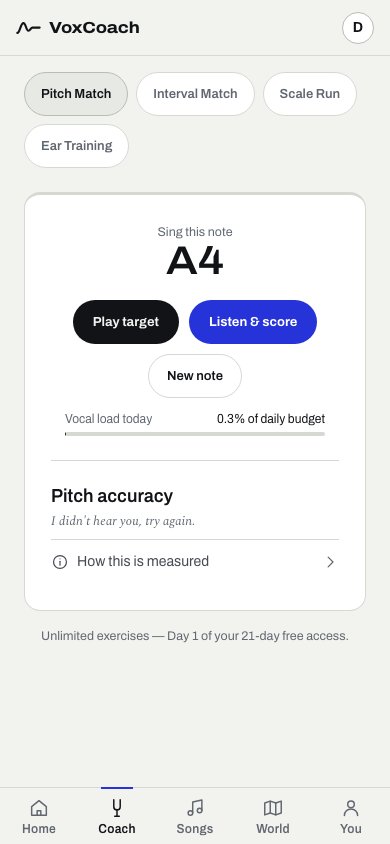 VoxCoach
D
Pitch Match
Interval Match
Scale Run
Ear Training
Sing this note
A4
Play target
Listen & score
New note
Vocal load today
0.3% of daily budget
Pitch accuracy
I didn't hear you, try again.
How this is measured
Unlimited exercises — Day 1 of your 21-day free access.
Home
Coach
Songs
World
You